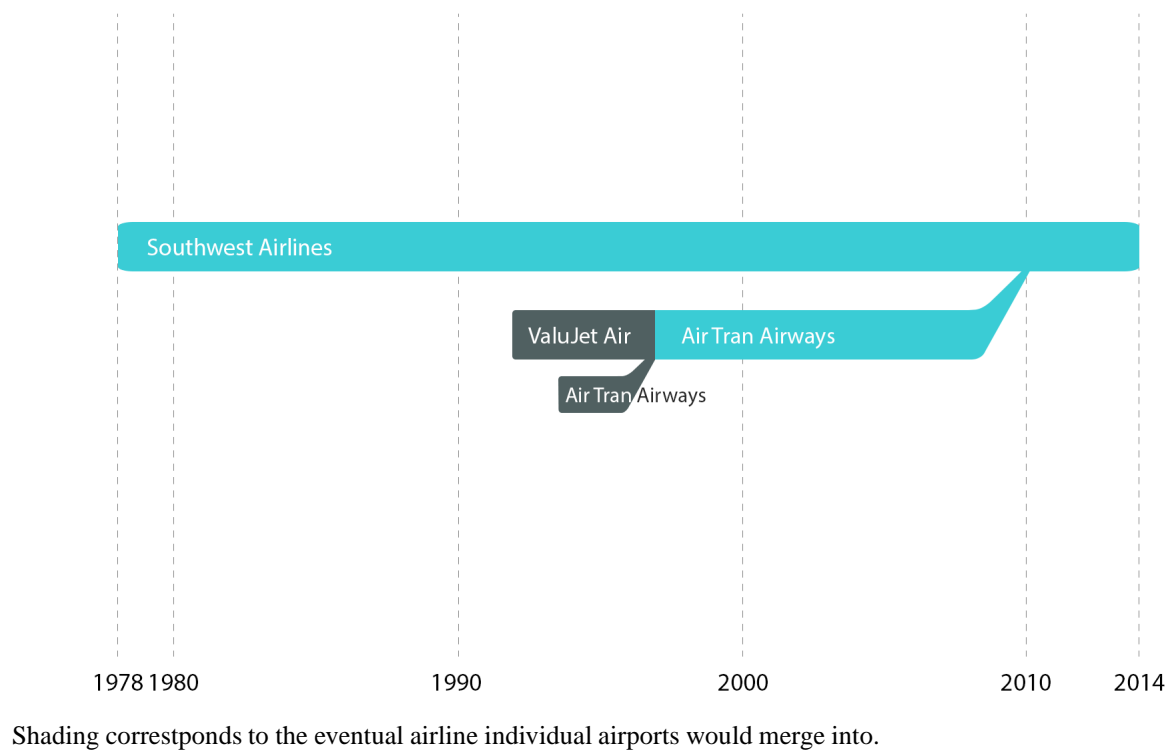 Southwest Airlines
ValuJet Air
Air Tran Airways
Air Tran Airways
1978 1980 1990 2000 2010 2014
Shading correstponds to the eventual airline individual airports would merge into.